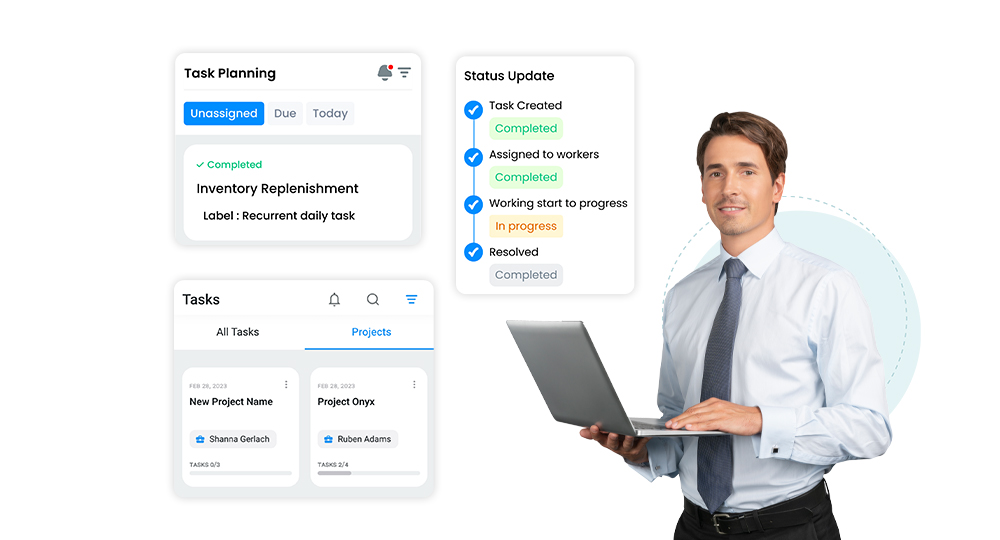 Task Planning
Unassigned Due Today
Completed
Inventory Replenishment
Label : Recurrent daily task
Status Update
Task Created
Completed
Assigned to workers
Completed
Working start to progress
In progress
Resolved
Completed
Tasks
All Tasks Projects
FEB 28, 2023
New Project Name
Shanna Gerlach
TASKS 0/3
FEB 28, 2023
Project Onyx
Ruben Adams
TASKS 2/4